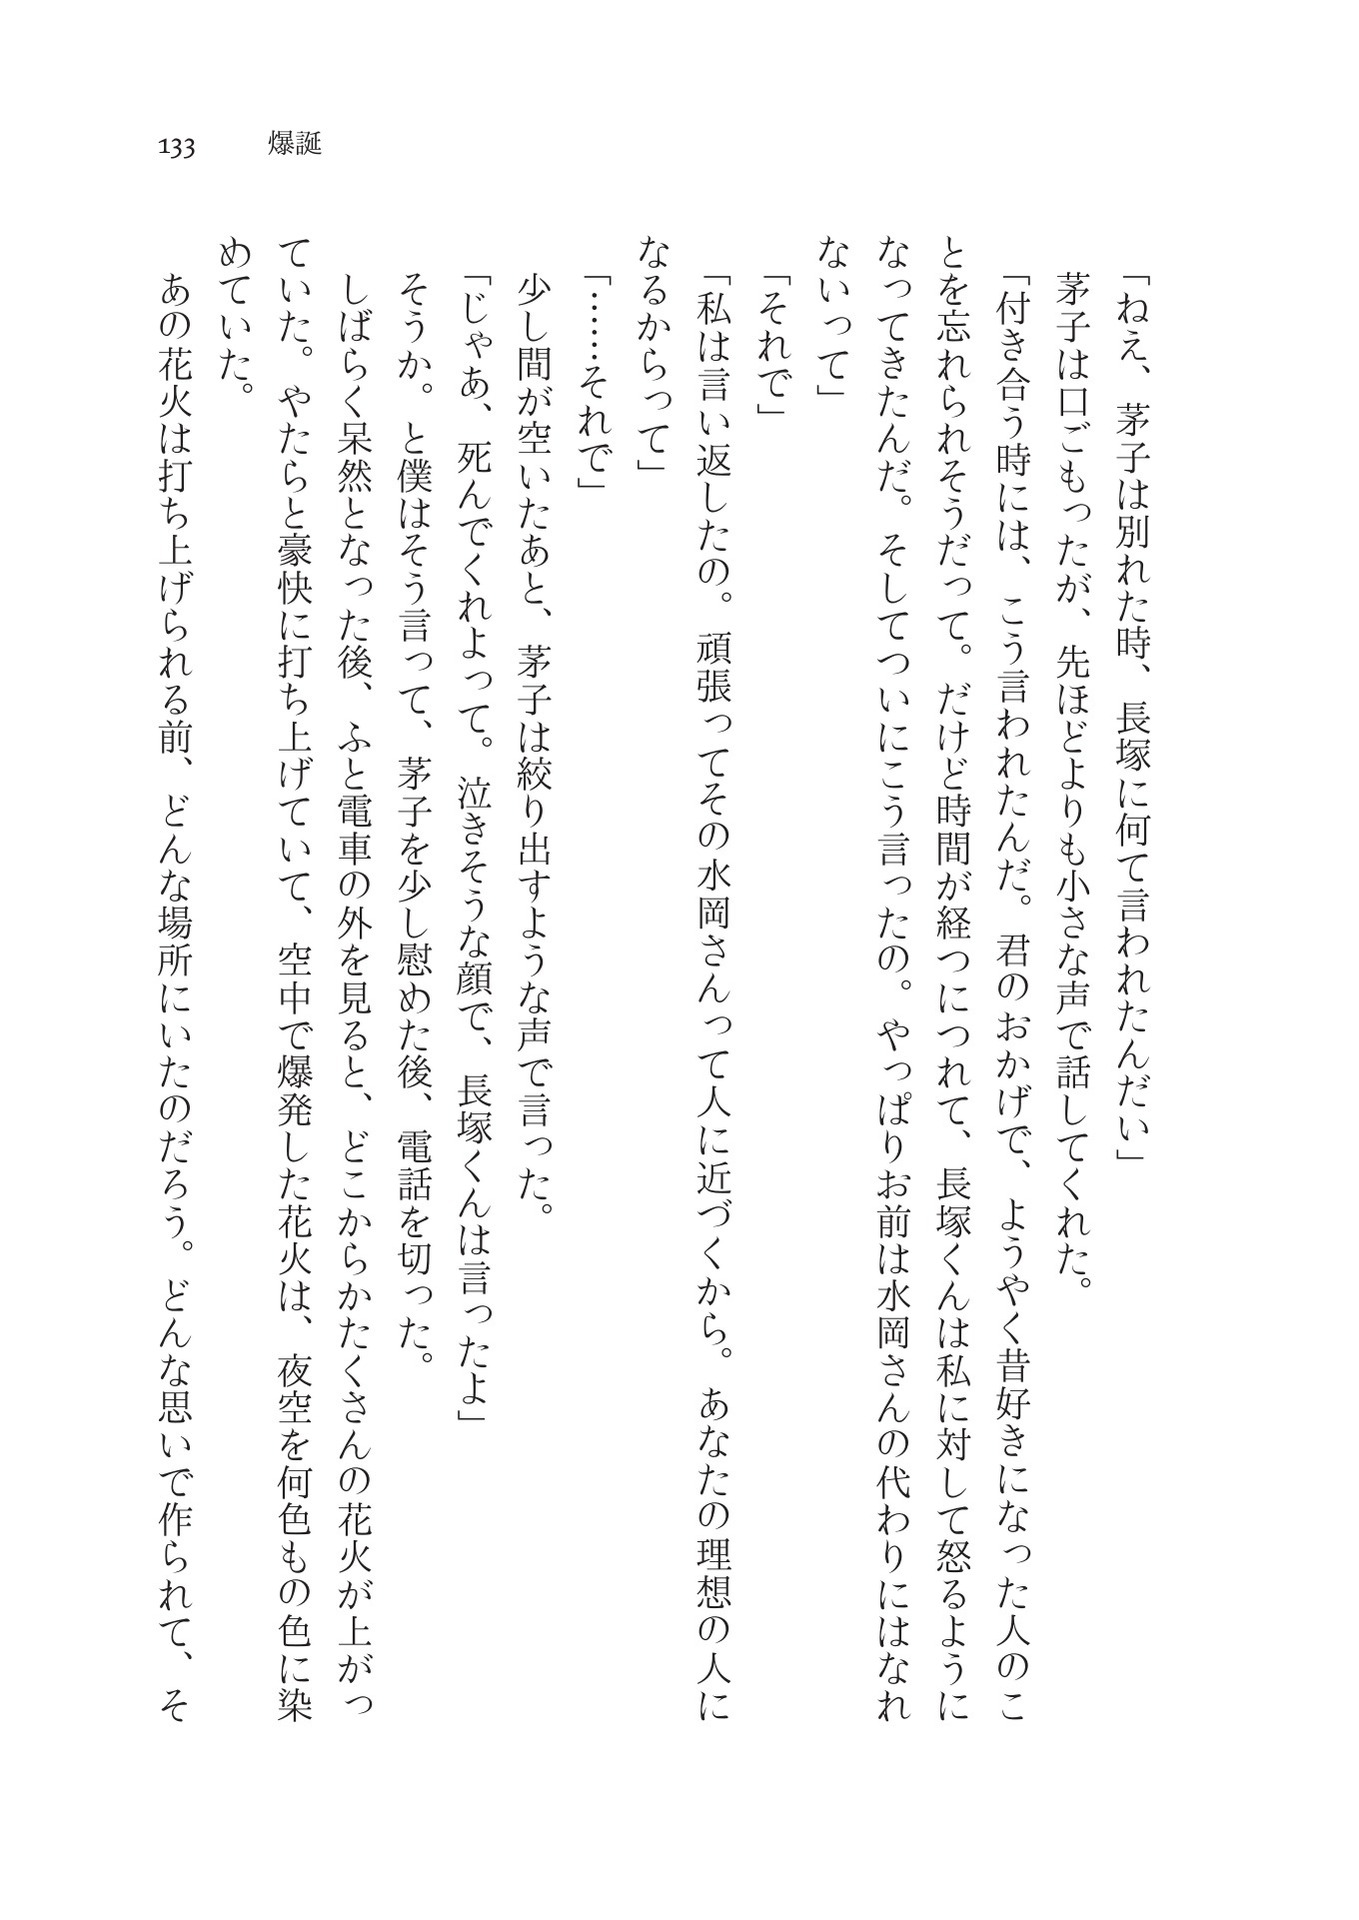 133 爆誕
「ねえ、茅子は別れた時、長塚に何て言われたんだい」
茅子は口ごもったが、先ほどよりも小さな声で話してくれた。
「付き合う時には、こう言われたんだ。君のおかげで、ようやく昔好きになった人のこ
とを忘れられそうだって。だけど時間が経つにつれて、長塚くんは私に対して怒るように
なってきたんだ。そしてついにこう言ったの。やっぱりお前は水岡さんの代わりにはなれ
ないって」
「それで」
「私は言い返したの。頑張ってその水岡さんって人に近づくから。あなたの理想の人に
なるからって」
「……それで」
少し間が空いたあと、茅子は絞り出すような声で言った。
「じゃあ、死んでくれよって。泣きそうな顔で、長塚くんは言ったよ」
そうか。と僕はそう言って、茅子を少し慰めた後、電話を切った。
しばらく呆然となった後、ふと電車の外を見ると、どこからかたくさんの花火が上がっ
ていた。やたらと豪快に打ち上げていて、空中で爆発した花火は、夜空を何色もの色に染
めていた。
あの花火は打ち上げられる前、どんな場所にいたのだろう。どんな思いで作られて、そ